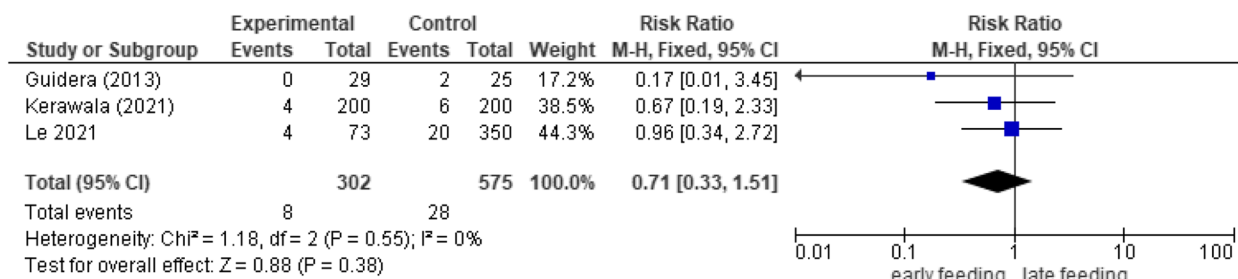 Experimental Control Risk Ratio Risk Ratio
Study or Subgroup Events Total Events Total Weight M-H, Fixed, 95% CI M-H, Fixed, 95% CI
Guidera (2013) 0 29 2 25 17.2% 0.17 [0.01, 3.45]
Kerawala (2021) 4 200 6 200 38.5% 0.67 [0.19, 2.33]
Le 2021 4 73 20 350 44.3% 0.96 [0.34, 2.72]
Total (95% CI) 302 575 100.0% 0.71 [0.33, 1.51]
Total events 8 28
Heterogeneity: Chi² = 1.18, df = 2 (P = 0.55); I² = 0%
Test for overall effect: Z = 0.88 (P = 0.38)
0.01 0.1 1 10 100
early feeding late feeding